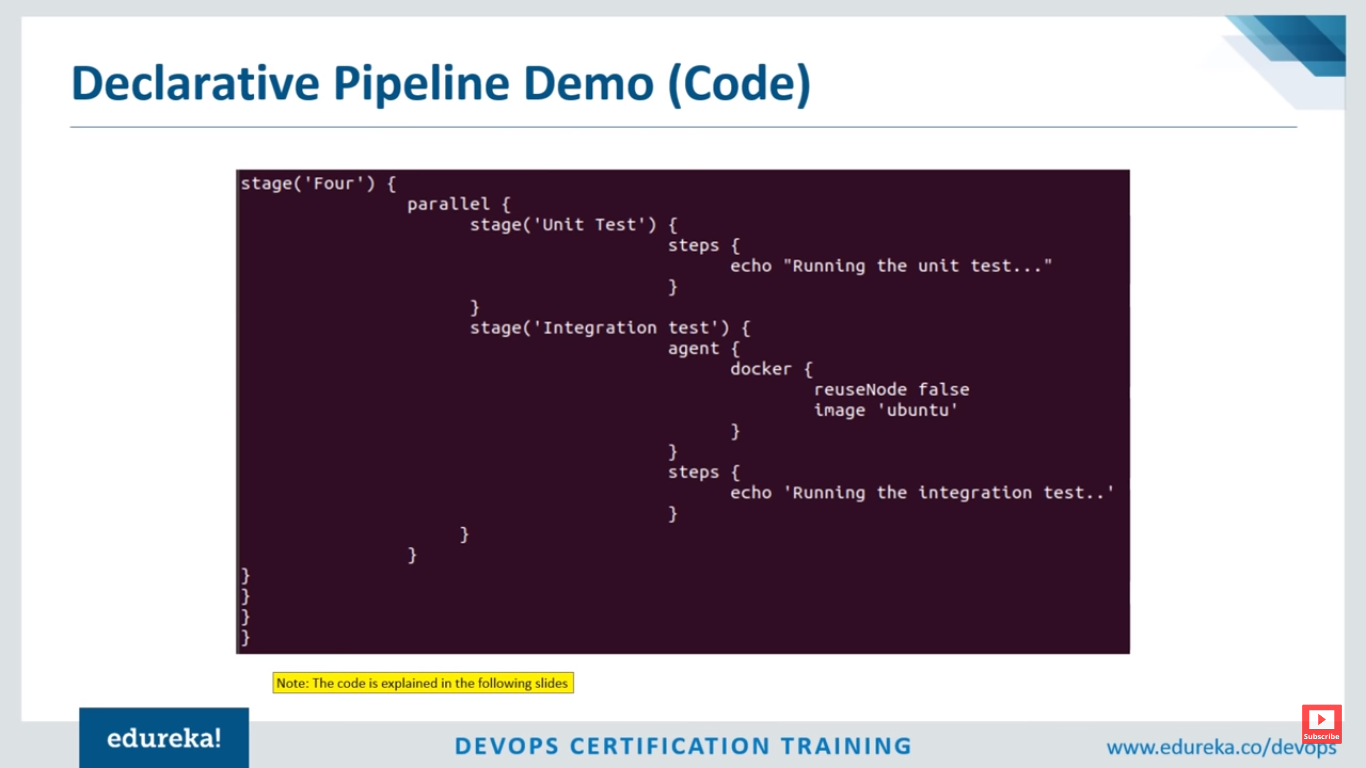 Declarative Pipeline Demo (Code)
stage('Four') {
parallel {
stage('Unit Test') {
steps {
echo "Running the unit test..."
}
}
stage('Integration test') {
agent {
docker {
reuseNode false
image 'ubuntu'
}
}
steps {
echo 'Running the integration test..'
}
}
}
}
}
}
}
Note: The code is explained in the following slides
edureka!
DEVOPS CERTIFICATION TRAINING
www.edureka.co/devops
Subscribe